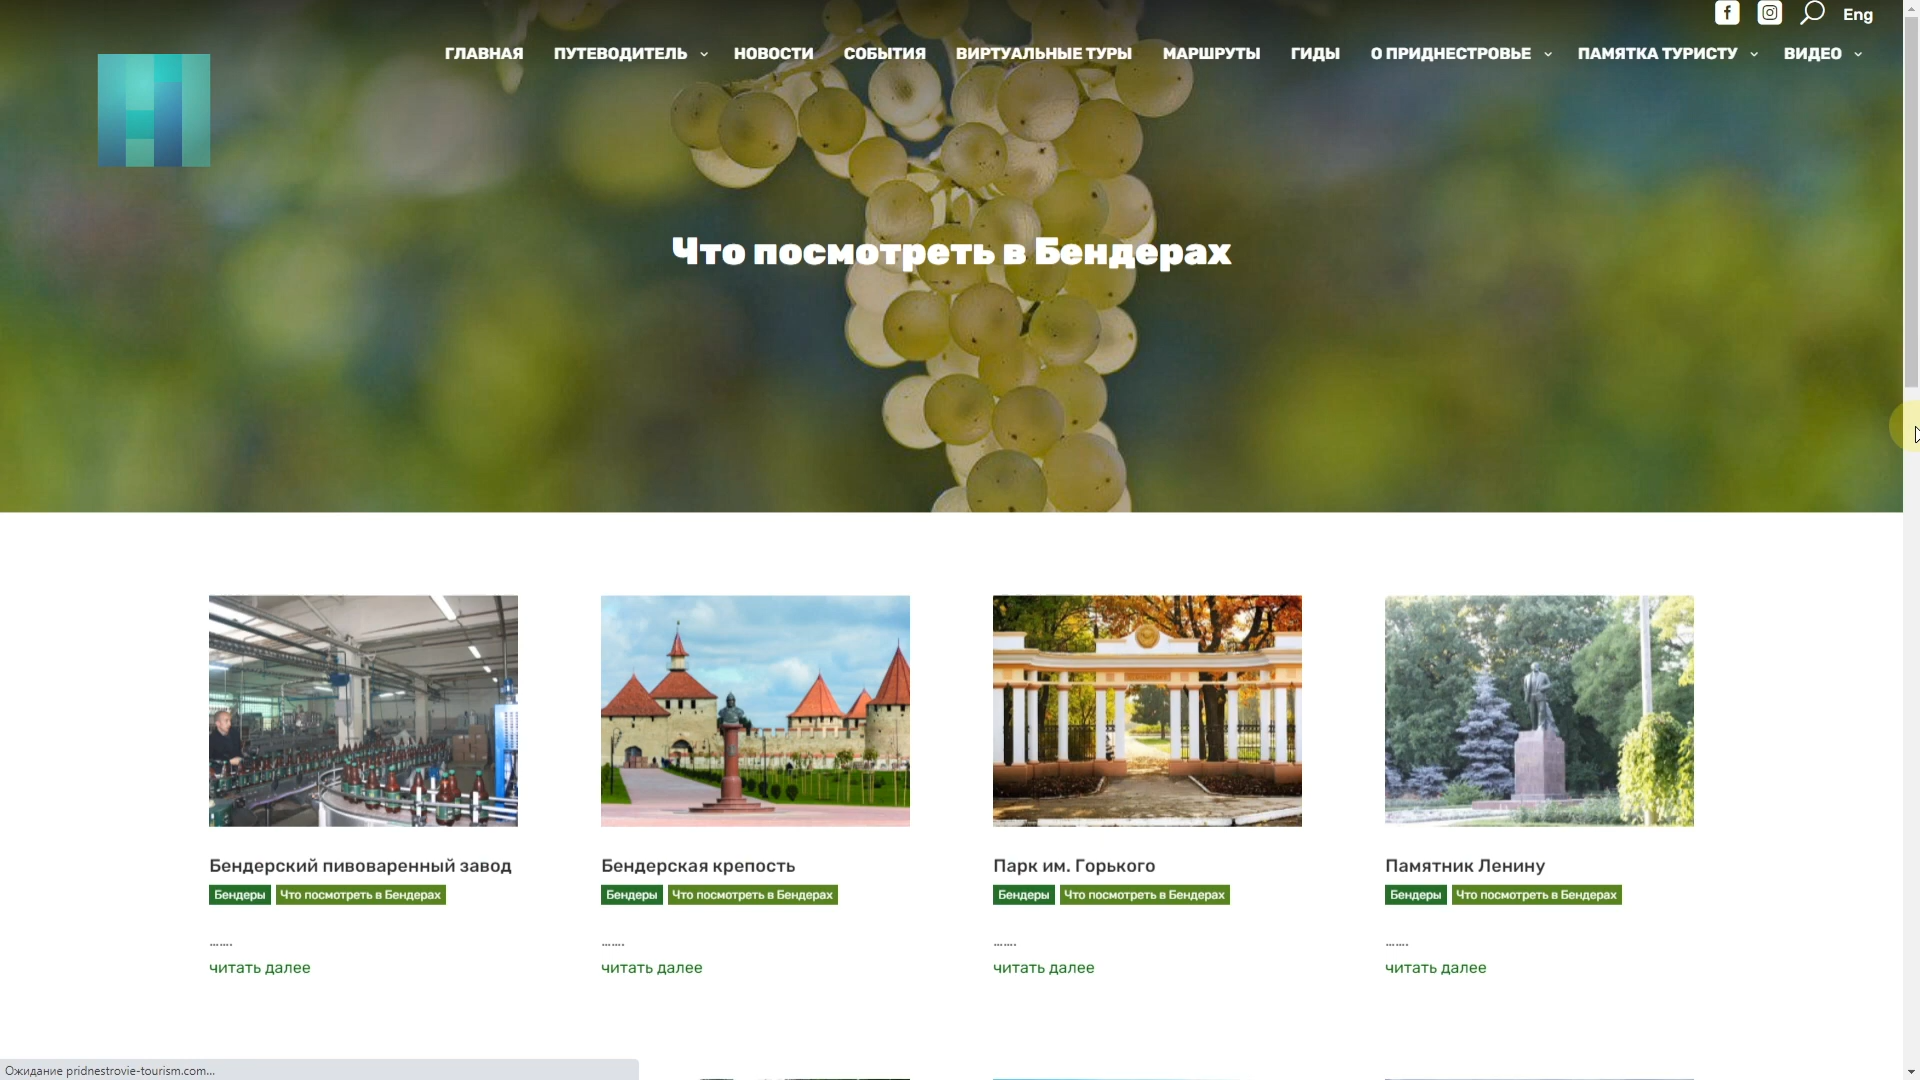 Eng
ГЛАВНАЯ ПУТЕВОДИТЕЛЬ НОВОСТИ СОБЫТИЯ ВИРТУАЛЬНЫЕ ТУРЫ МАРШРУТЫ ГИДЫ О ПРИДНЕСТРОВЬЕ ПАМЯТКА ТУРИСТУ ВИДЕО
Что посмотреть в Бендерах
Бендерский пивоваренный завод
Бендеры Что посмотреть в Бендерах
…….
читать далее
Бендерская крепость
Бендеры Что посмотреть в Бендерах
…….
читать далее
Парк им. Горького
Бендеры Что посмотреть в Бендерах
…….
читать далее
Памятник Ленину
Бендеры Что посмотреть в Бендерах
…….
читать далее
Ожидание pridnestrovie-tourism.com...